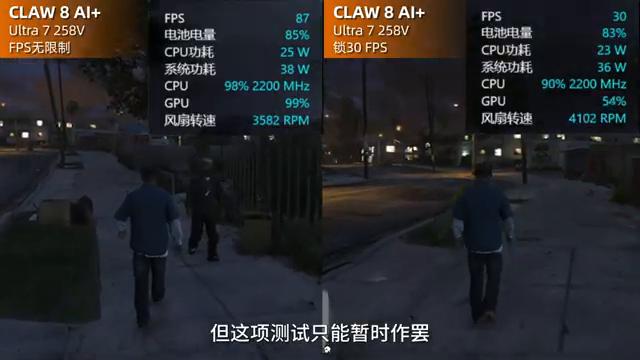 CLAW 8 AI+
Ultra 7 258V
FPS无限制
FPS 87
电池电量 85%
CPU功耗 25 W
系统功耗 38 W
CPU 98% 2200 MHz
GPU 99%
风扇转速 3582 RPM
CLAW 8 AI+
Ultra 7 258V
锁30 FPS
FPS 30
电池电量 83%
CPU功耗 23 W
系统功耗 36 W
CPU 90% 2200 MHz
GPU 54%
风扇转速 4102 RPM
但这项测试只能暂时作罢